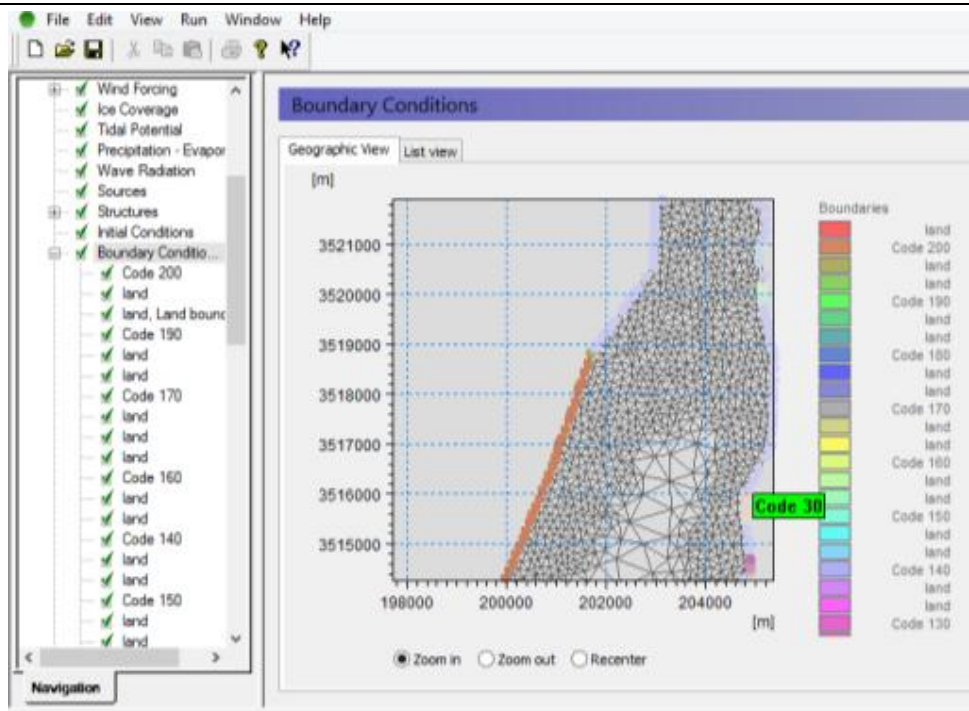 File Edit View Run Window Help
Wind Forcing
Ice Coverage
Tidal Potential
Precipitation - Evapor
Wave Radiation
Sources
Structures
Initial Conditions
Boundary Conditio...
Code 200
land
land, Land bounc
Code 190
land
land
Code 170
land
land
land
Code 160
land
land
Code 140
land
land
Code 150
land
land
Navigation
Boundary Conditions
Geographic View List view
[m]
3521000
3520000
3519000
3518000
3517000
3516000
3515000
198000 200000 202000 204000
[m]
Code 30
Zoom in Zoom out Recenter
Boundaries
land
Code 200
land
land
Code 190
land
land
Code 180
land
land
Code 170
land
land
Code 160
land
land
Code 150
land
land
Code 140
land
land
Code 130